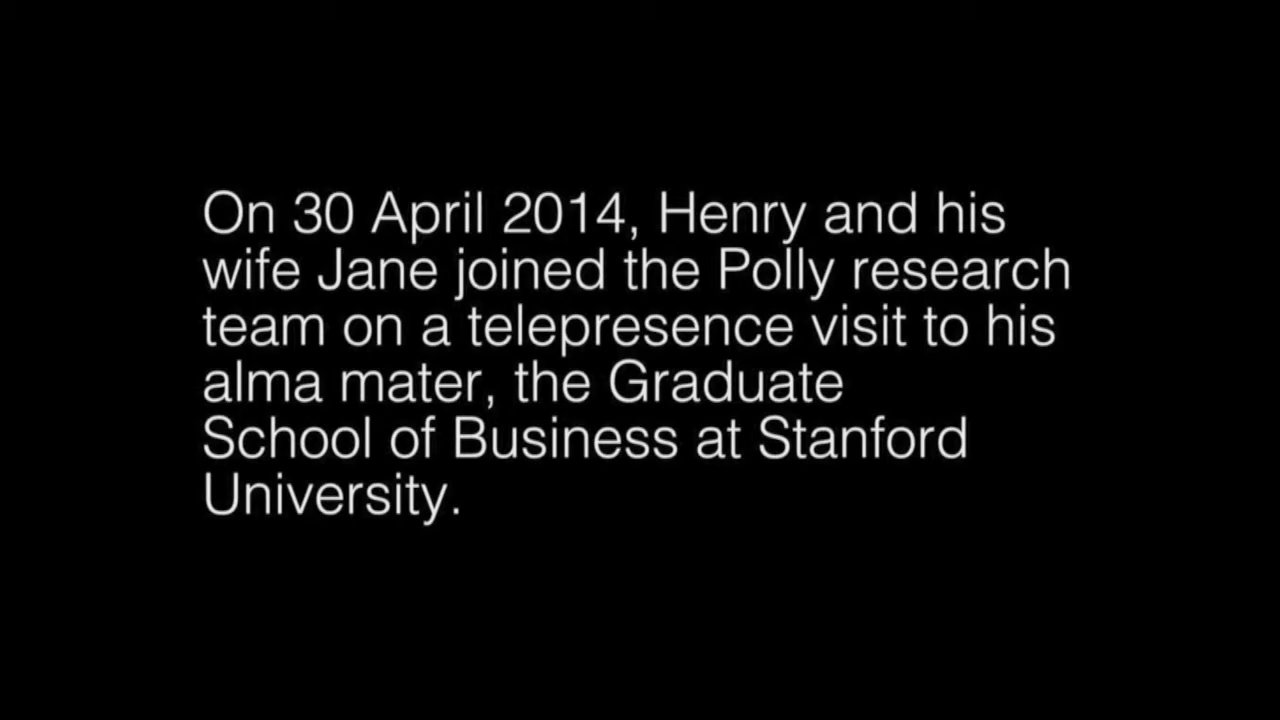 On 30 April 2014, Henry and his
wife Jane joined the Polly research
team on a telepresence visit to his
alma mater, the Graduate
School of Business at Stanford
University.